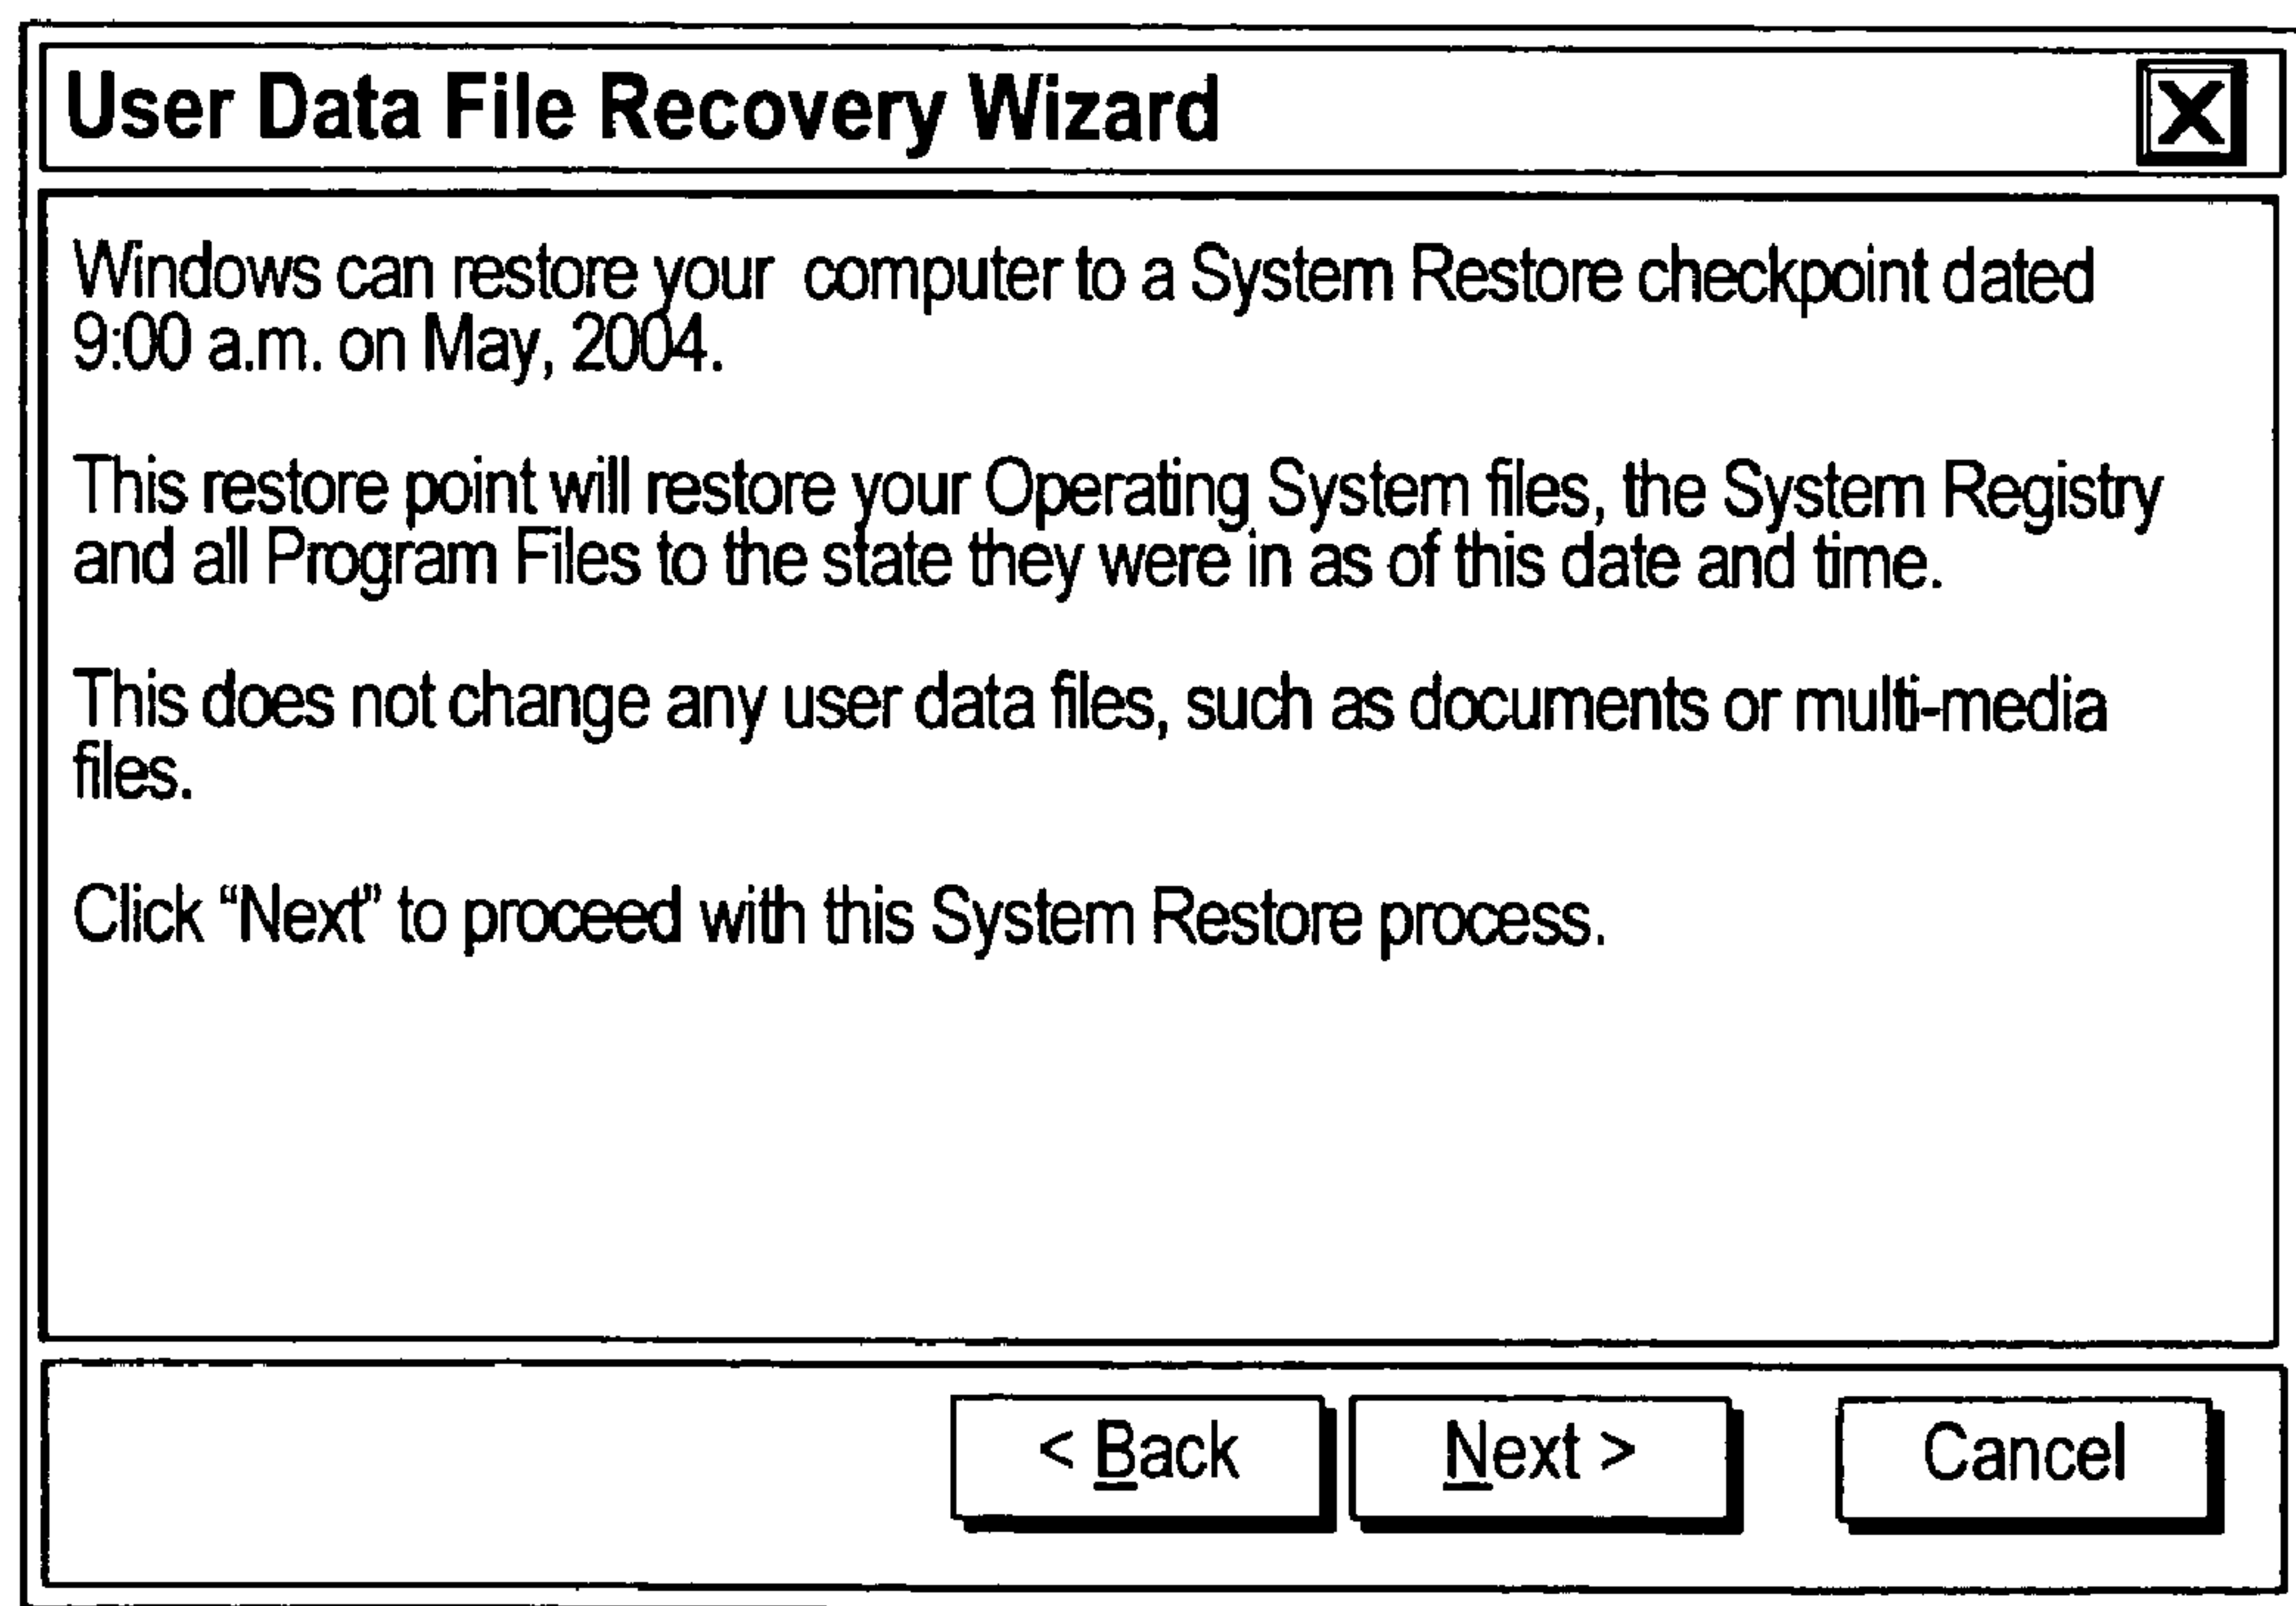 User Data File Recovery Wizard X
Windows can restore your computer to a System Restore checkpoint dated
9:00 a.m. on May, 2004.
This restore point will restore your Operating System files, the System Registry
and all Program Files to the state they were in as of this date and time.
This does not change any user data files, such as documents or multi-media
files.
Click “Next” to proceed with this System Restore process.
< Back Next > Cancel